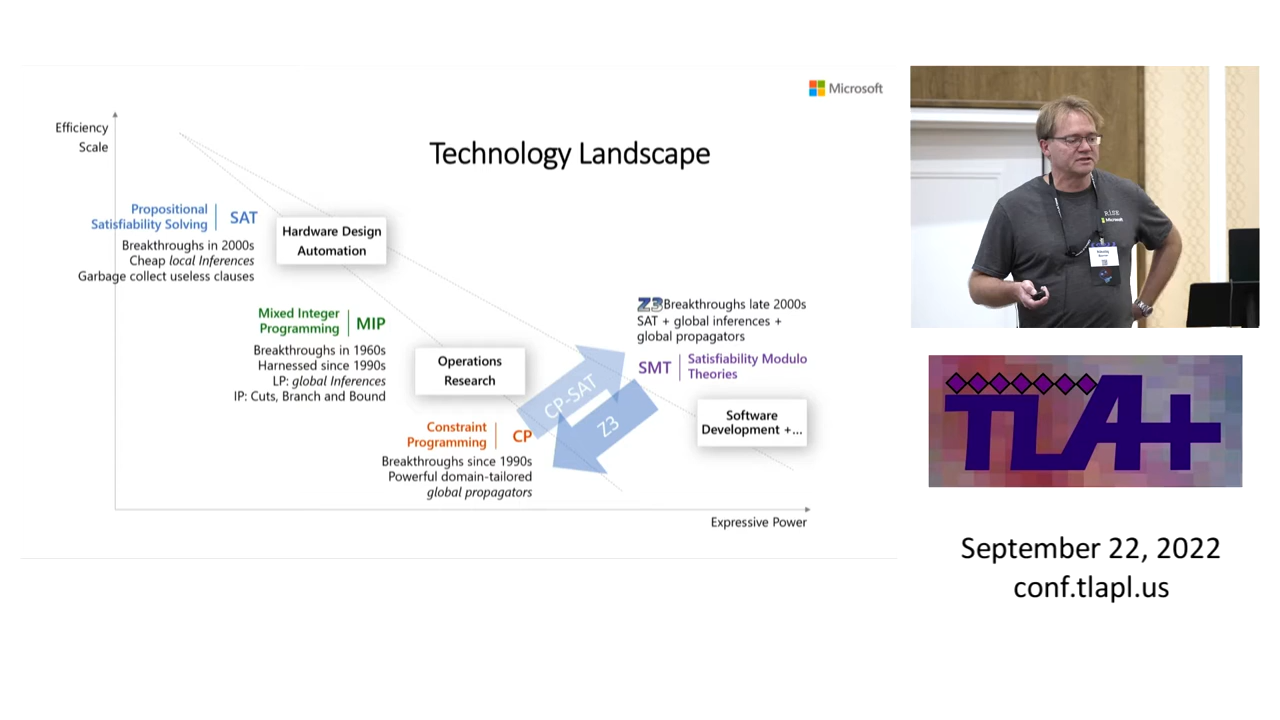 Microsoft
Efficiency
Scale
Technology Landscape
Propositional
Satisfiability Solving
SAT
Breakthroughs in 2000s
Cheap local Inferences
Garbage collect useless clauses
Hardware Design
Automation
Mixed Integer
Programming
MIP
Breakthroughs in 1960s
Harnessed since 1990s
LP: global Inferences
IP: Cuts, Branch and Bound
Operations
Research
Z3 Breakthroughs late 2000s
SAT + global inferences +
global propagators
SMT
Satisfiability Modulo
Theories
CP-SAT
Z3
Software
Development +...
Constraint
Programming
CP
Breakthroughs since 1990s
Powerful domain-tailored
global propagators
Expressive Power
RiSE
Microsoft
TLA+
September 22, 2022
conf.tlapl.us